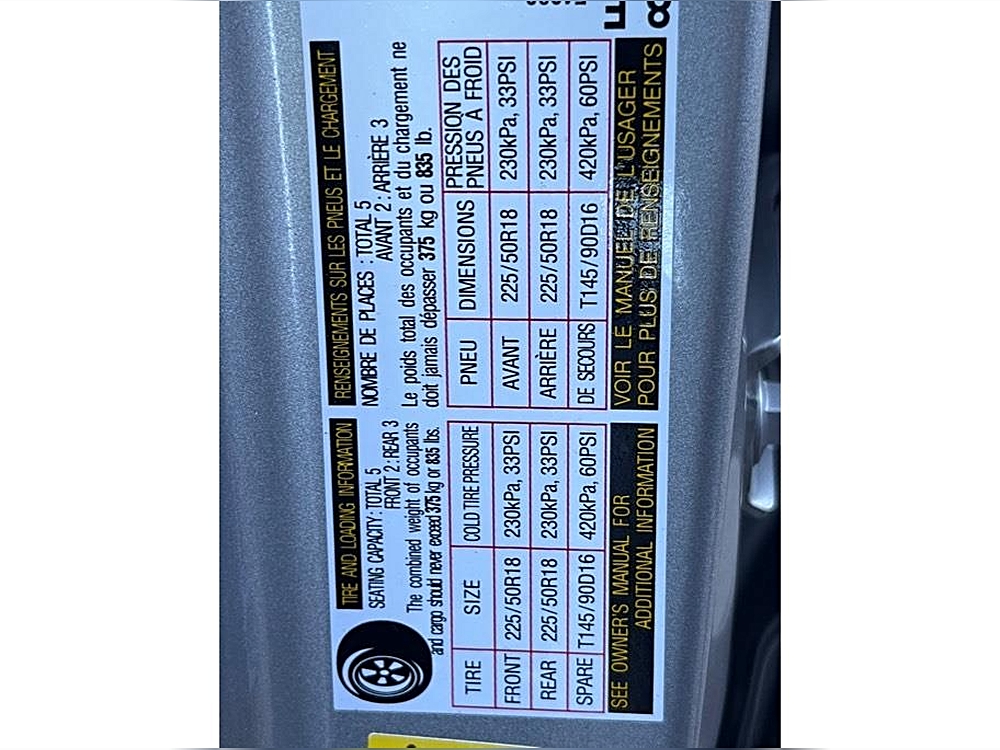 TIRE AND LOADING INFORMATION
SEATING CAPACITY : TOTAL 5
FRONT 2 : REAR 3
The combined weight of occupants
and cargo should never exceed 375 kg or 835 lbs.
TIRE SIZE COLD TIRE PRESSURE
FRONT 225/50R18 230kPa, 33PSI
REAR 225/50R18 230kPa, 33PSI
SPARE T145/90D16 420kPa, 60PSI
SEE OWNER'S MANUAL FOR
ADDITIONAL INFORMATION
RENSEIGNEMENTS SUR LES PNEUS ET LE CHARGEMENT
NOMBRE DE PLACES : TOTAL 5
AVANT 2 : ARRIÈRE 3
Le poids total des occupants et du chargement ne
doit jamais dépasser 375 kg ou 835 lb.
PNEU DIMENSIONS PRESSION DES
PNEUS À FROID
AVANT 225/50R18 230kPa, 33PSI
ARRIÈRE 225/50R18 230kPa, 33PSI
DE SECOURS T145/90D16 420kPa, 60PSI
VOIR LE MANUEL DE L'USAGER
POUR PLUS DE RENSEIGNEMENTS